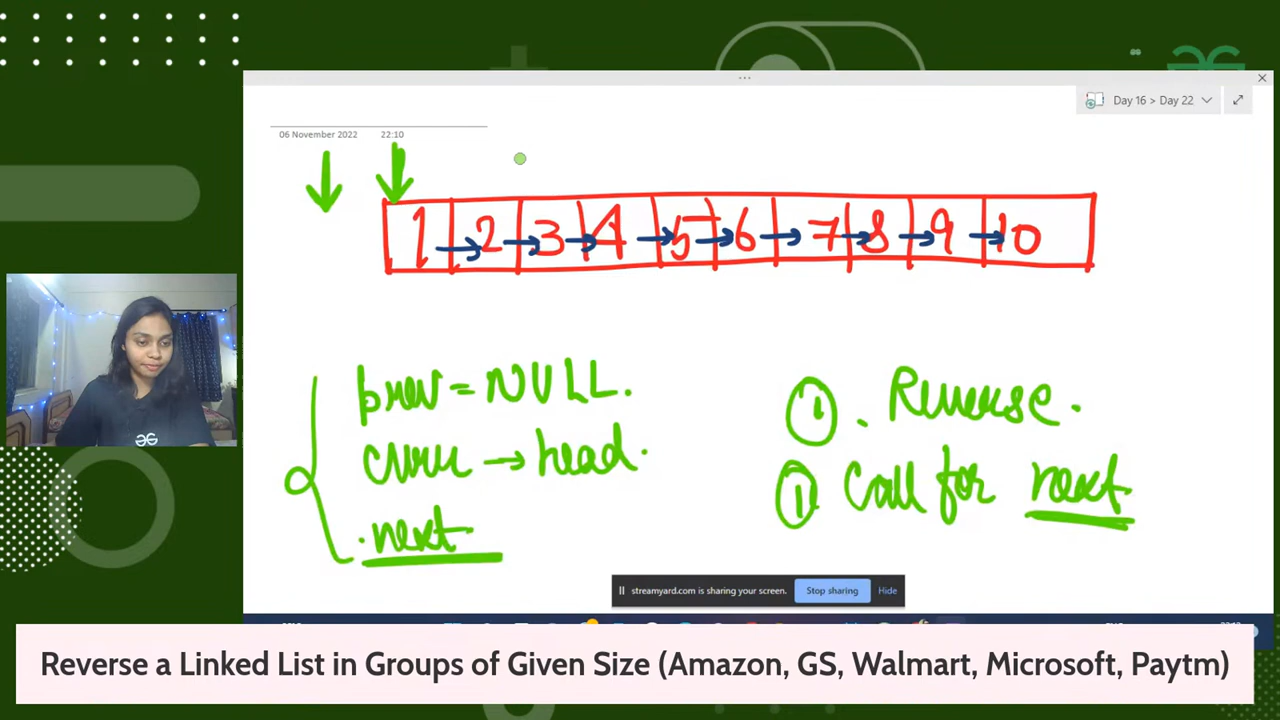 Day 16 > Day 22
06 November 2022 22:10
1 → 2 → 3 → 4 → 5 → 6 → 7 → 8 → 9 → 10
prev = NULL.
curr → head.
.next
① . Reverse.
① Call for next.
streamyard.com is sharing your screen. Stop sharing Hide
Reverse a Linked List in Groups of Given Size (Amazon, GS, Walmart, Microsoft, Paytm)